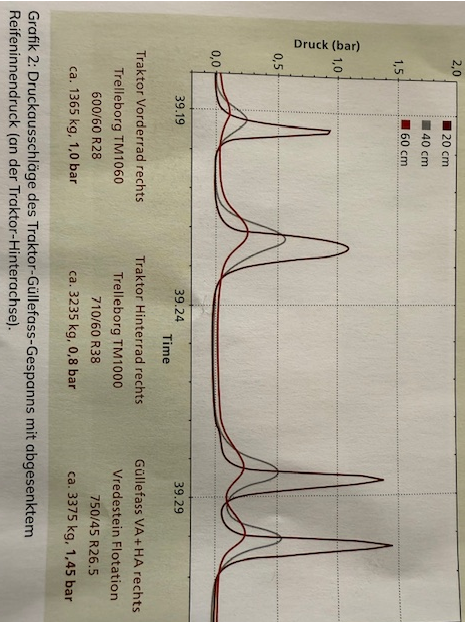 Druck (bar)
2,0
1,5
1,0
0,5
0,0
20 cm
40 cm
60 cm
39.19
39.24
39.29
Time
Traktor Vorderrad rechts
Trelleborg TM1060
600/60 R28
ca. 1365 kg, 1,0 bar
Traktor Hinterrad rechts
Trelleborg TM1000
710/60 R38
ca. 3235 kg, 0,8 bar
Güllefass VA+HA rechts
Vredestein Flotation
750/45 R26.5
ca. 3375 kg, 1,45 bar
Grafik 2: Druckausschläge des Traktor-Güllefass-Gespanns mit abgesenktem
Reifeninnendruck (an der Traktor-Hinterachse).